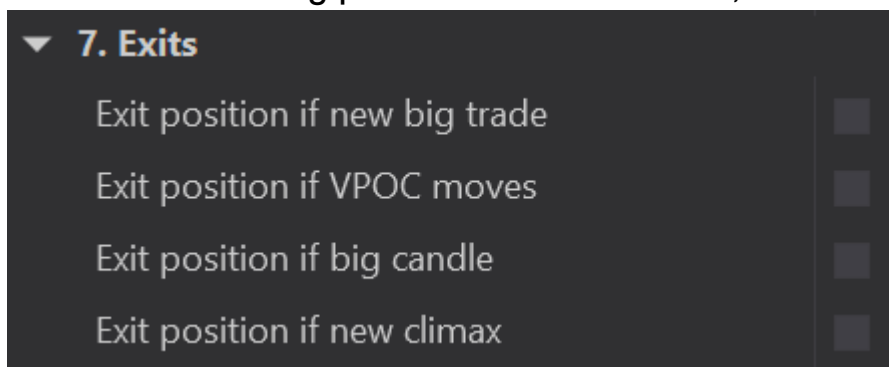 7. Exits
Exit position if new big trade
Exit position if VPOC moves
Exit position if big candle
Exit position if new climax